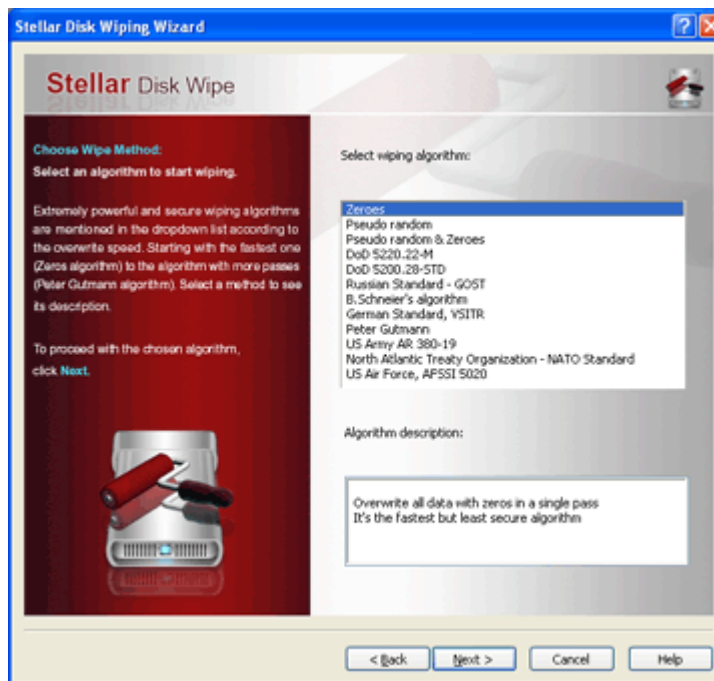 Stellar Disk Wiping Wizard
Stellar Disk Wipe
Choose Wipe Method:
Select an algorithm to start wiping.
Extremely powerful and secure wiping algorithms
are mentioned in the dropdown list according to
the overwrite speed. Starting with the fastest one
(Zeros algorithm) to the algorithm with more passes
(Peter Gutmann algorithm). Select a method to see
its description.
To proceed with the chosen algorithm,
click Next.
Select wiping algorithm:
Zeroes
Pseudo random
Pseudo random & Zeroes
DoD 5220.22-M
DoD 5200.28-STD
Russian Standard - GOST
B.Schneier's algorithm
German Standard, VSITR
Peter Gutmann
US Army AR 380-19
North Atlantic Treaty Organization - NATO Standard
US Air Force, AFSSI 5020
Algorithm description:
Overwrite all data with zeros in a single pass
It's the fastest but least secure algorithm
< Back
Next >
Cancel
Help